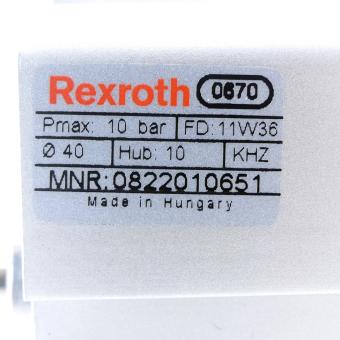 Rexroth 0670
Pmax: 10 bar FD:11W36
Ø 40 Hub: 10 KHZ
MNR:0822010651
Made in Hungary